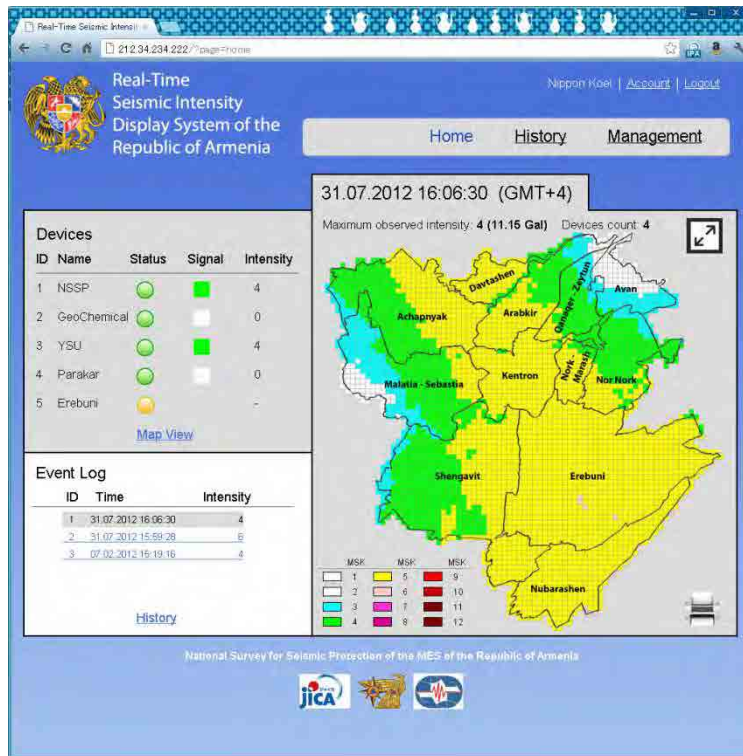 Real-Time Seismic Intensi
212.34.234.222/?page=home
Real-Time
Seismic Intensity
Display System of the
Republic of Armenia
Nippon Koei | Account | Logout
Home History Management
31.07.2012 16:06:30 (GMT+4)
Maximum observed intensity: 4 (11.15 Gal) Devices count: 4
Devices
ID Name Status Signal Intensity
1 NSSP 4
2 GeoChemical 0
3 YSU 4
4 Parakar 0
5 Erebuni -
Map View
Event Log
ID Time Intensity
1 31.07.2012 16:06:30 4
2 31.07.2012 15:59:28 6
3 07.02.2012 15:19:16 4
History
Davtashen
Avan
Qanaqer-Zeytun
Achapnyak
Arabkir
Malatia - Sebastia
Kentron
Nork - Marash
Nor Nork
Shengavit
Erebuni
Nubarashen
MSK MSK MSK
1 5 9
2 6 10
3 7 11
4 8 12
National Survey for Seismic Protection of the MES of the Republic of Armenia
jICA